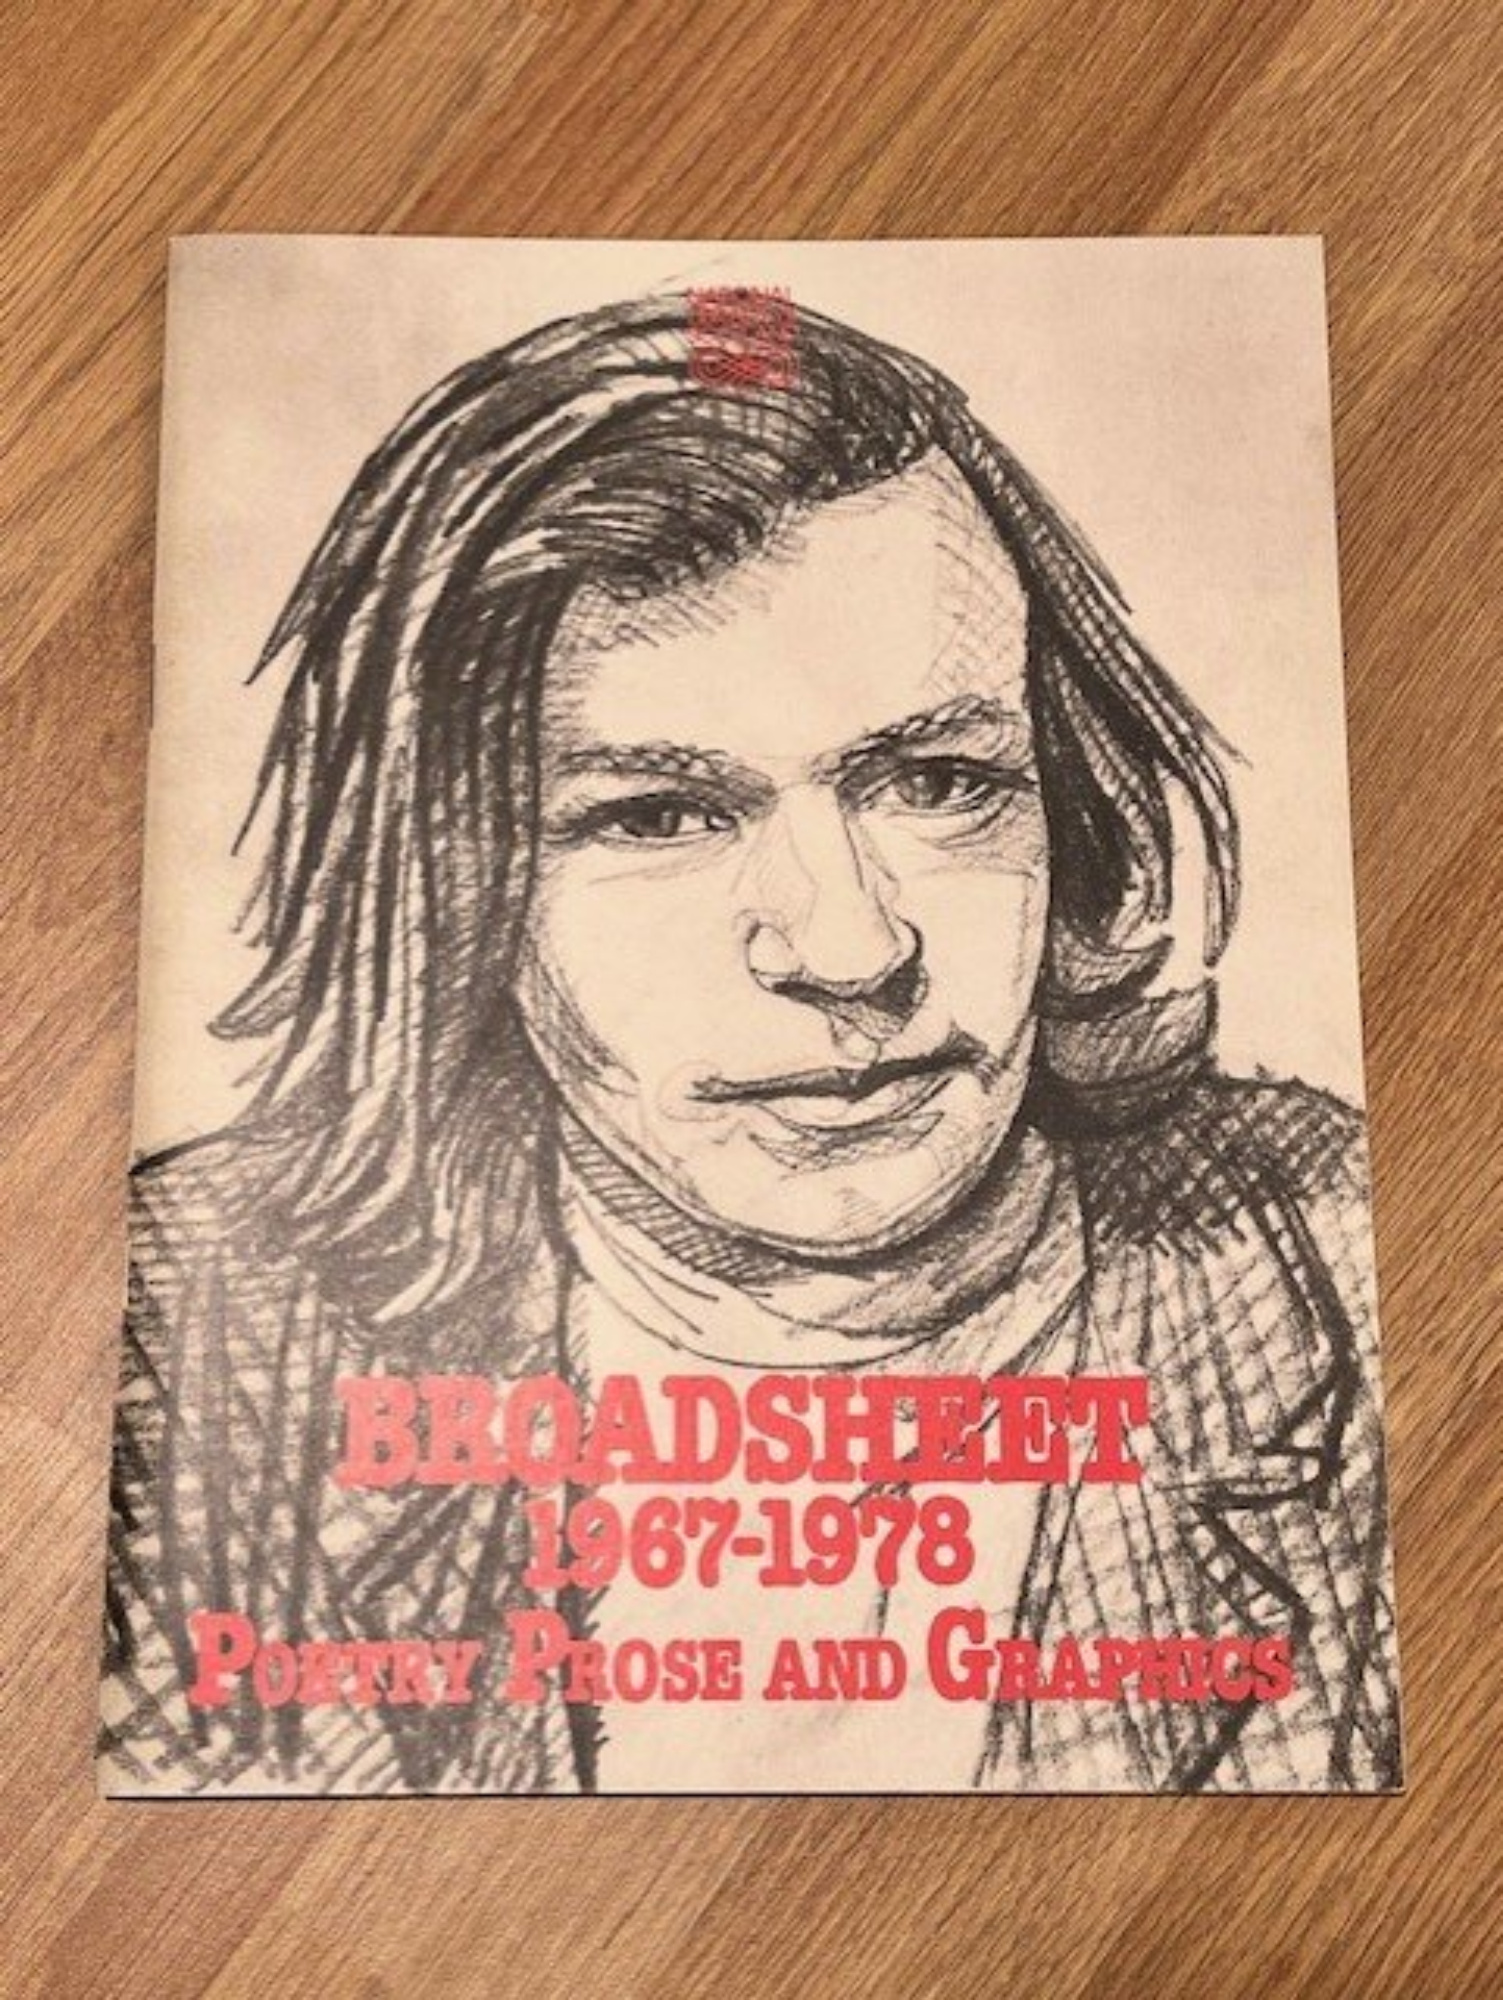 BROADSHEET
1967-1978
POETRY PROSE AND GRAPHICS